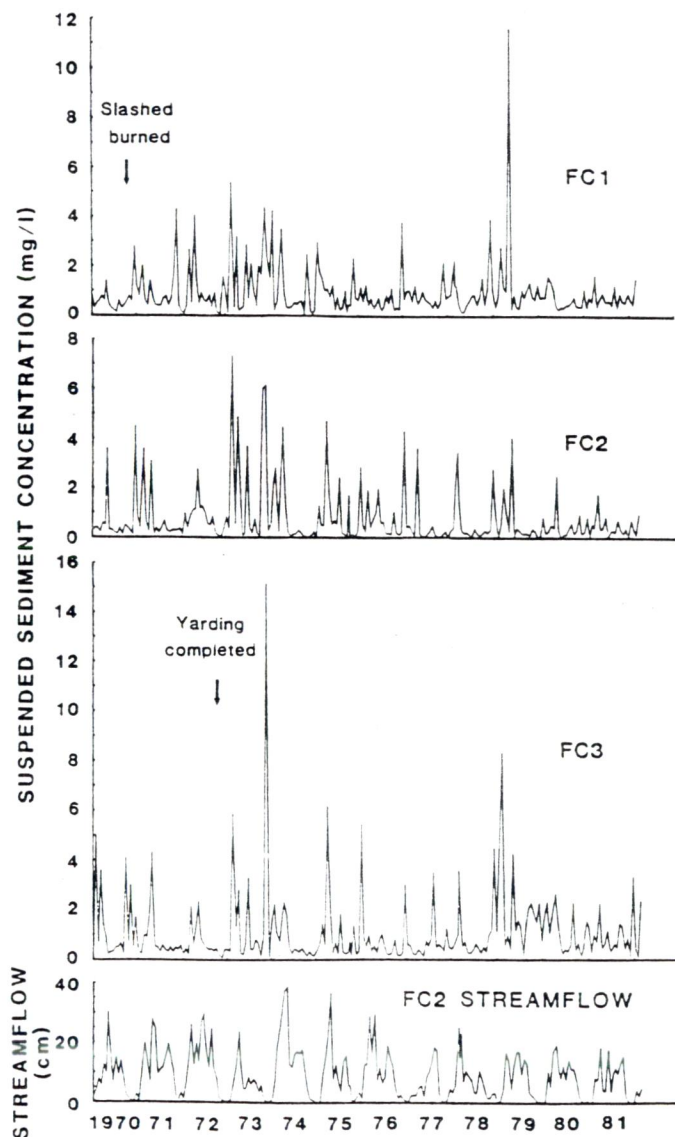 SUSPENDED SEDIMENT CONCENTRATION (mg/l)
12
10
8
6
4
2
0
Slashed
burned
FC1
8
6
4
2
0
FC2
16
14
12
10
8
6
4
2
0
Yarding
completed
FC3
STREAMFLOW
(cm)
40
20
0
FC2 STREAMFLOW
1970 71 72 73 74 75 76 77 78 79 80 81